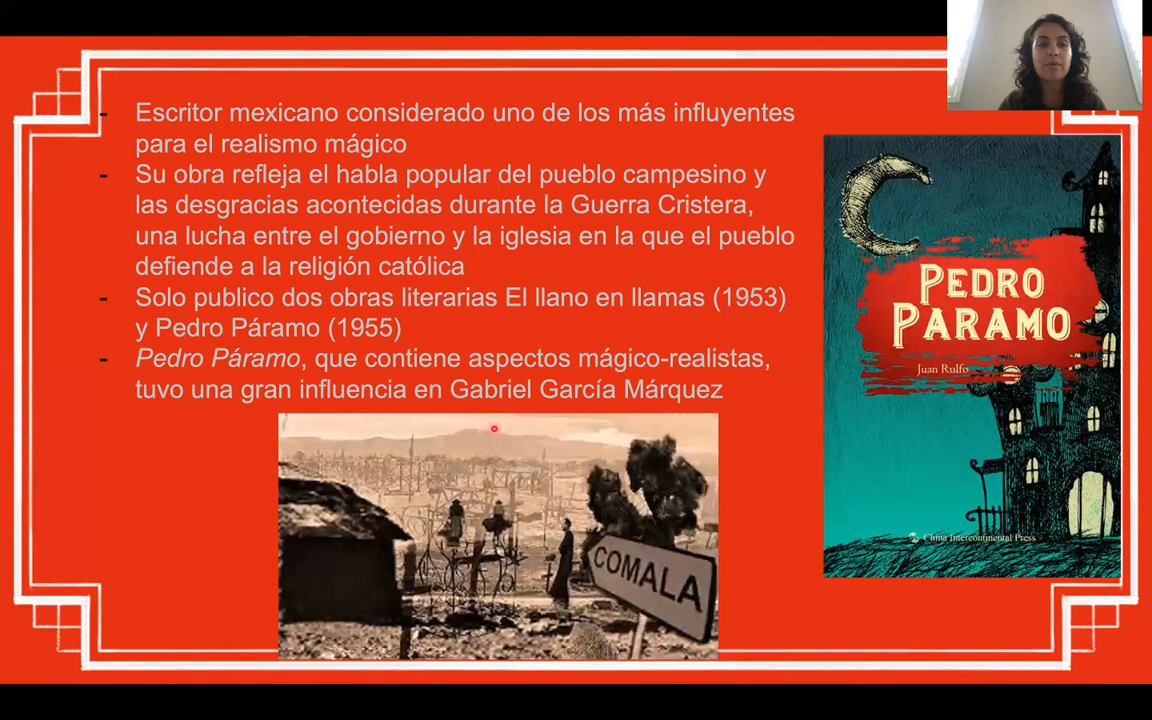 - Escritor mexicano considerado uno de los más influyentes
para el realismo mágico
- Su obra refleja el habla popular del pueblo campesino y
las desgracias acontecidas durante la Guerra Cristera,
una lucha entre el gobierno y la iglesia en la que el pueblo
defiende a la religión católica
- Solo publico dos obras literarias El llano en llamas (1953)
y Pedro Páramo (1955)
- Pedro Páramo, que contiene aspectos mágico-realistas,
tuvo una gran influencia en Gabriel García Márquez
COMALA
PEDRO
PARAMO
Juan Rulfo
China Intercontinental Press